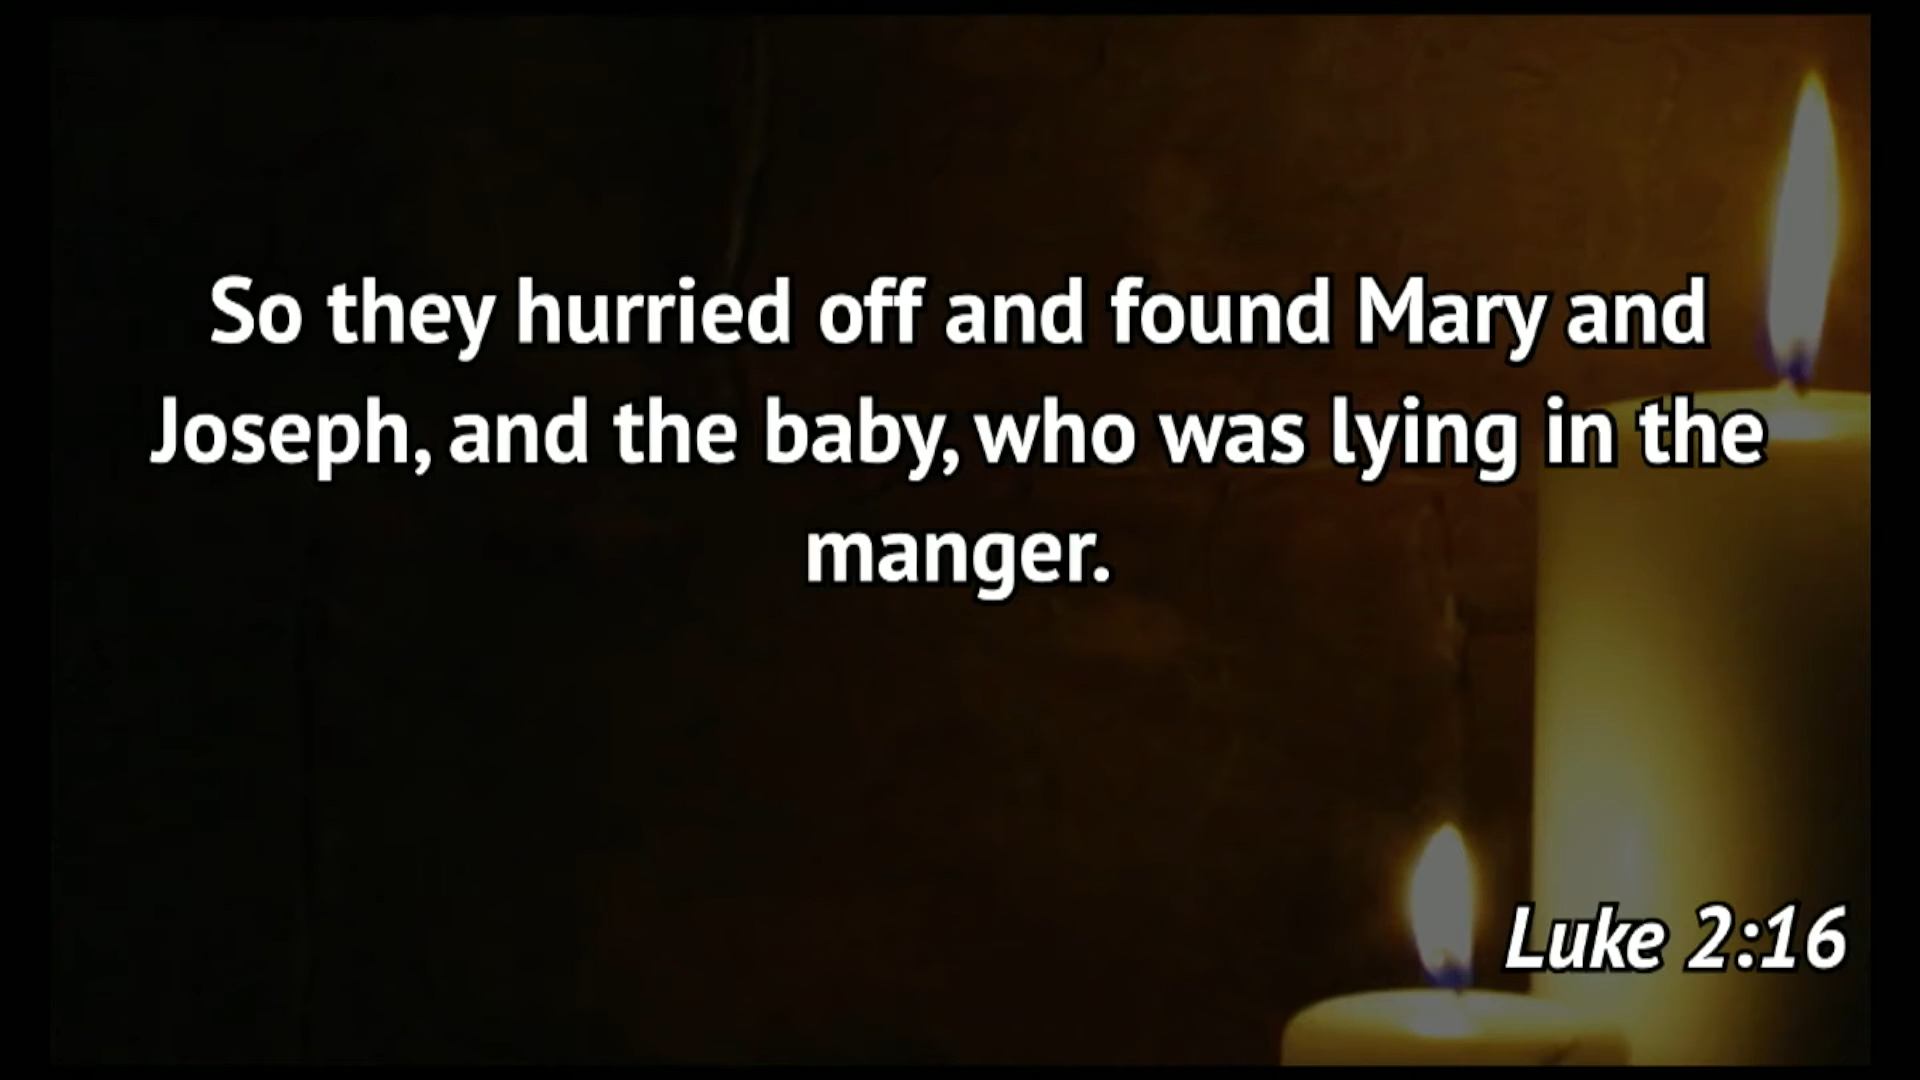 So they hurried off and found Mary and
Joseph, and the baby, who was lying in the
manger.
Luke 2:16